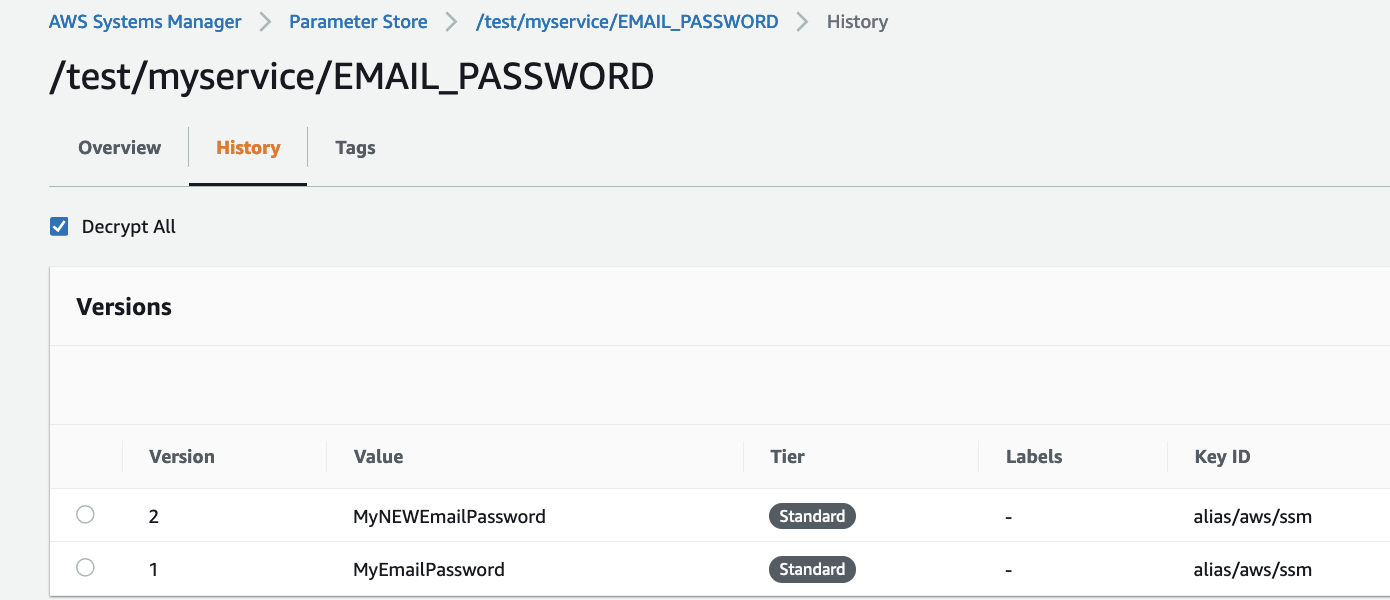 AWS Systems Manager > Parameter Store > /test/myservice/EMAIL_PASSWORD > History
/test/myservice/EMAIL_PASSWORD
Overview History Tags
Decrypt All
Versions
Version Value Tier Labels Key ID
2 MyNEWEmailPassword Standard - alias/aws/ssm
1 MyEmailPassword Standard - alias/aws/ssm